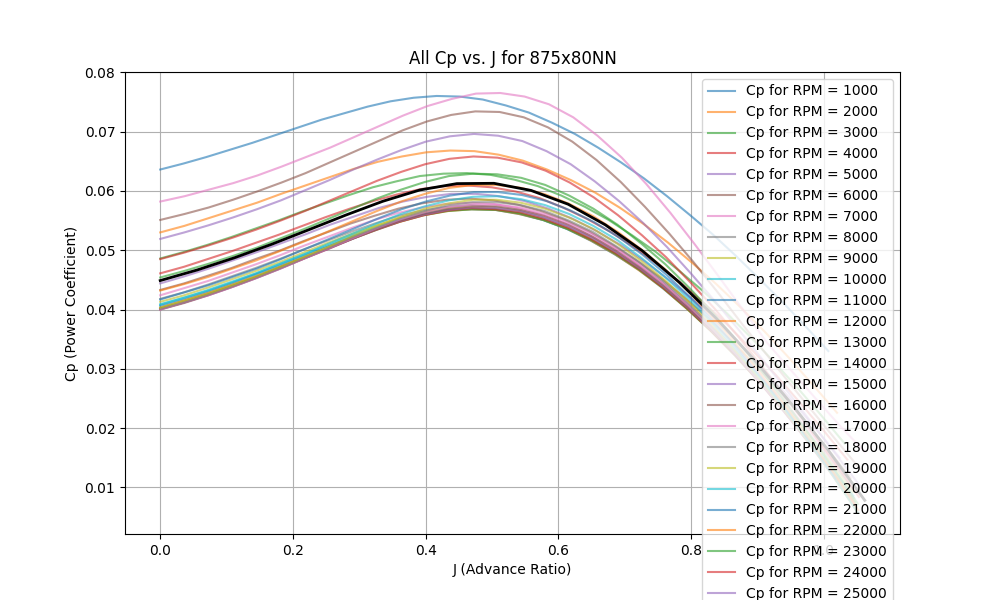 All Cp vs. J for 875x80NN
Cp (Power Coefficient)
0.08
0.07
0.06
0.05
0.04
0.03
0.02
0.01
0.0
0.2
0.4
0.6
0.8
J (Advance Ratio)
Cp for RPM = 1000
Cp for RPM = 2000
Cp for RPM = 3000
Cp for RPM = 4000
Cp for RPM = 5000
Cp for RPM = 6000
Cp for RPM = 7000
Cp for RPM = 8000
Cp for RPM = 9000
Cp for RPM = 10000
Cp for RPM = 11000
Cp for RPM = 12000
Cp for RPM = 13000
Cp for RPM = 14000
Cp for RPM = 15000
Cp for RPM = 16000
Cp for RPM = 17000
Cp for RPM = 18000
Cp for RPM = 19000
Cp for RPM = 20000
Cp for RPM = 21000
Cp for RPM = 22000
Cp for RPM = 23000
Cp for RPM = 24000
Cp for RPM = 25000